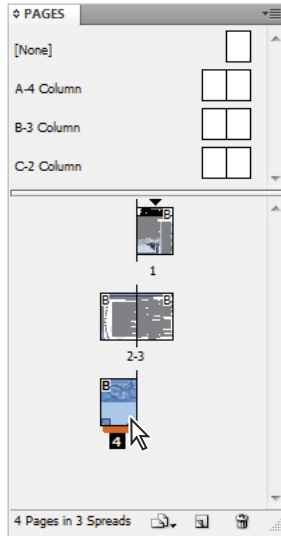 PAGES
[None]
A-4 Column
B-3 Column
C-2 Column
B
1
B B
2-3
B
4
4 Pages in 3 Spreads